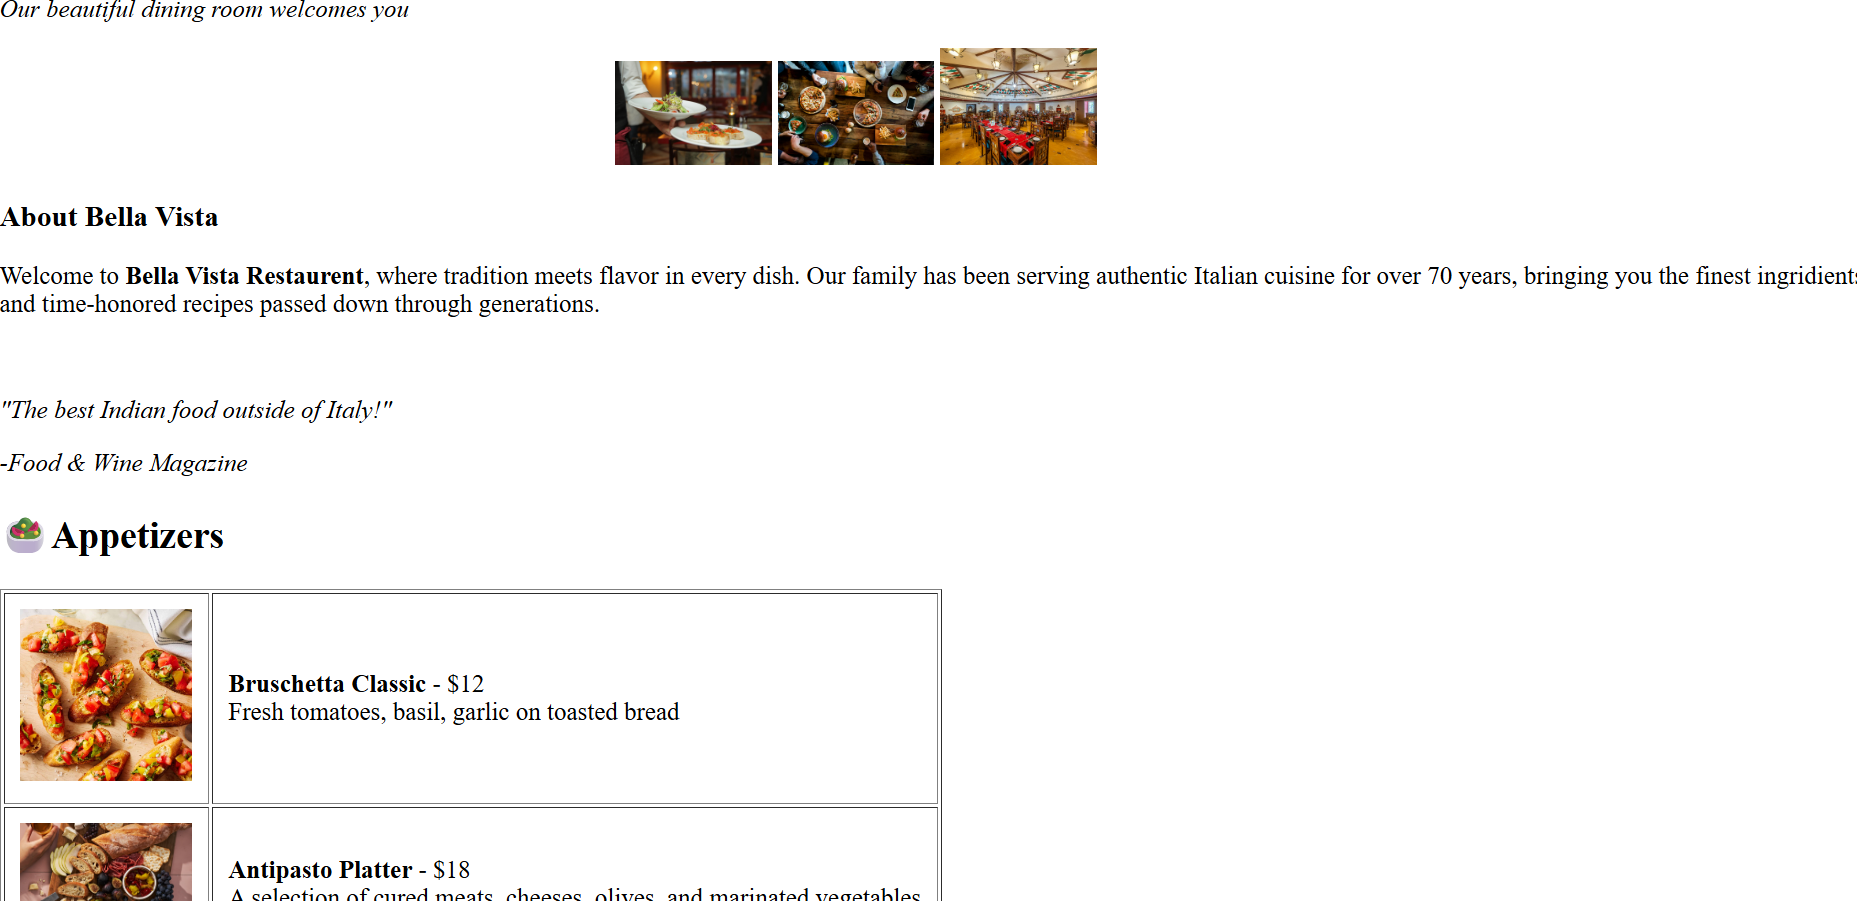 Our beautiful dining room welcomes you
About Bella Vista
Welcome to Bella Vista Restaurent, where tradition meets flavor in every dish. Our family has been serving authentic Italian cuisine for over 70 years, bringing you the finest ingridients
and time-honored recipes passed down through generations.
"The best Indian food outside of Italy!"
-Food & Wine Magazine
Appetizers
Bruschetta Classic - $12
Fresh tomatoes, basil, garlic on toasted bread
Antipasto Platter - $18
A selection of cured meats, cheeses, olives, and marinated vegetables